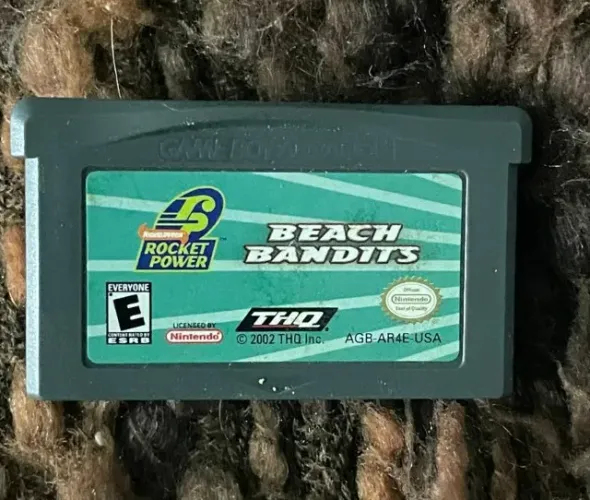 GAME BOY ADVANCE
NICKELODEON
ROCKET
POWER
BEACH
BANDITS
EVERYONE
E
CONTENT RATED BY
ESRB
LICENSED BY
Nintendo
THQ
© 2002 THQ Inc.
Official
Nintendo
Seal of Quality
AGB-AR4E-USA